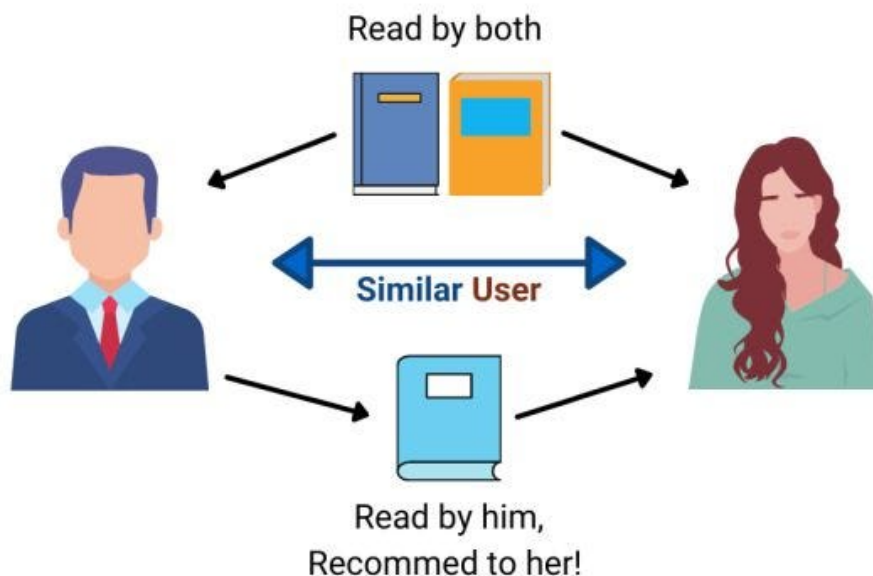 Read by both
Similar User
Read by him,
Recommed to her!